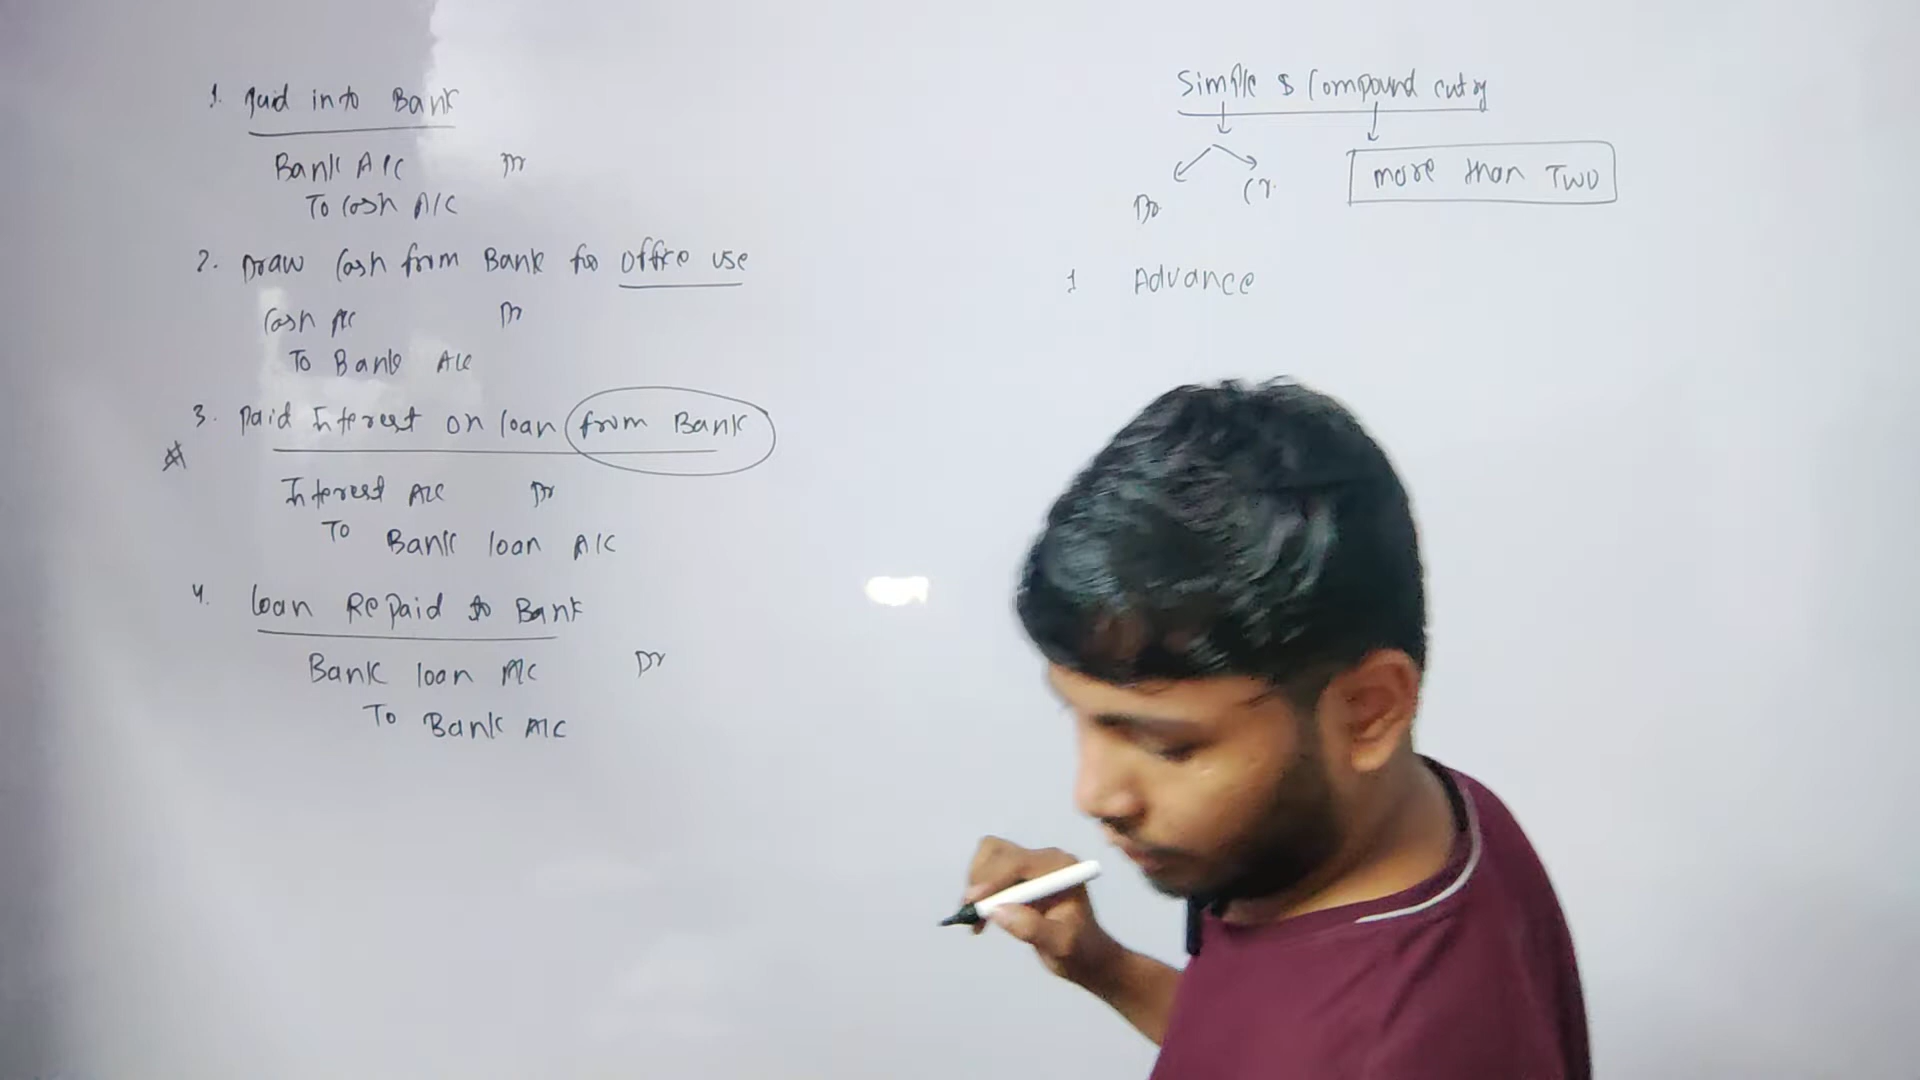 1. Paid into Bank
Bank A/C Dr
To Cash A/C
2. Draw Cash from Bank for office use
Cash A/C Dr
To Bank A/C
3. Paid Interest on loan from Bank
Interest A/C Dr
To Bank loan A/C
4. Loan Repaid to Bank
Bank loan A/C Dr
To Bank A/C
Simple & Compound entry
Dr Cr.
more than Two
1 Advance